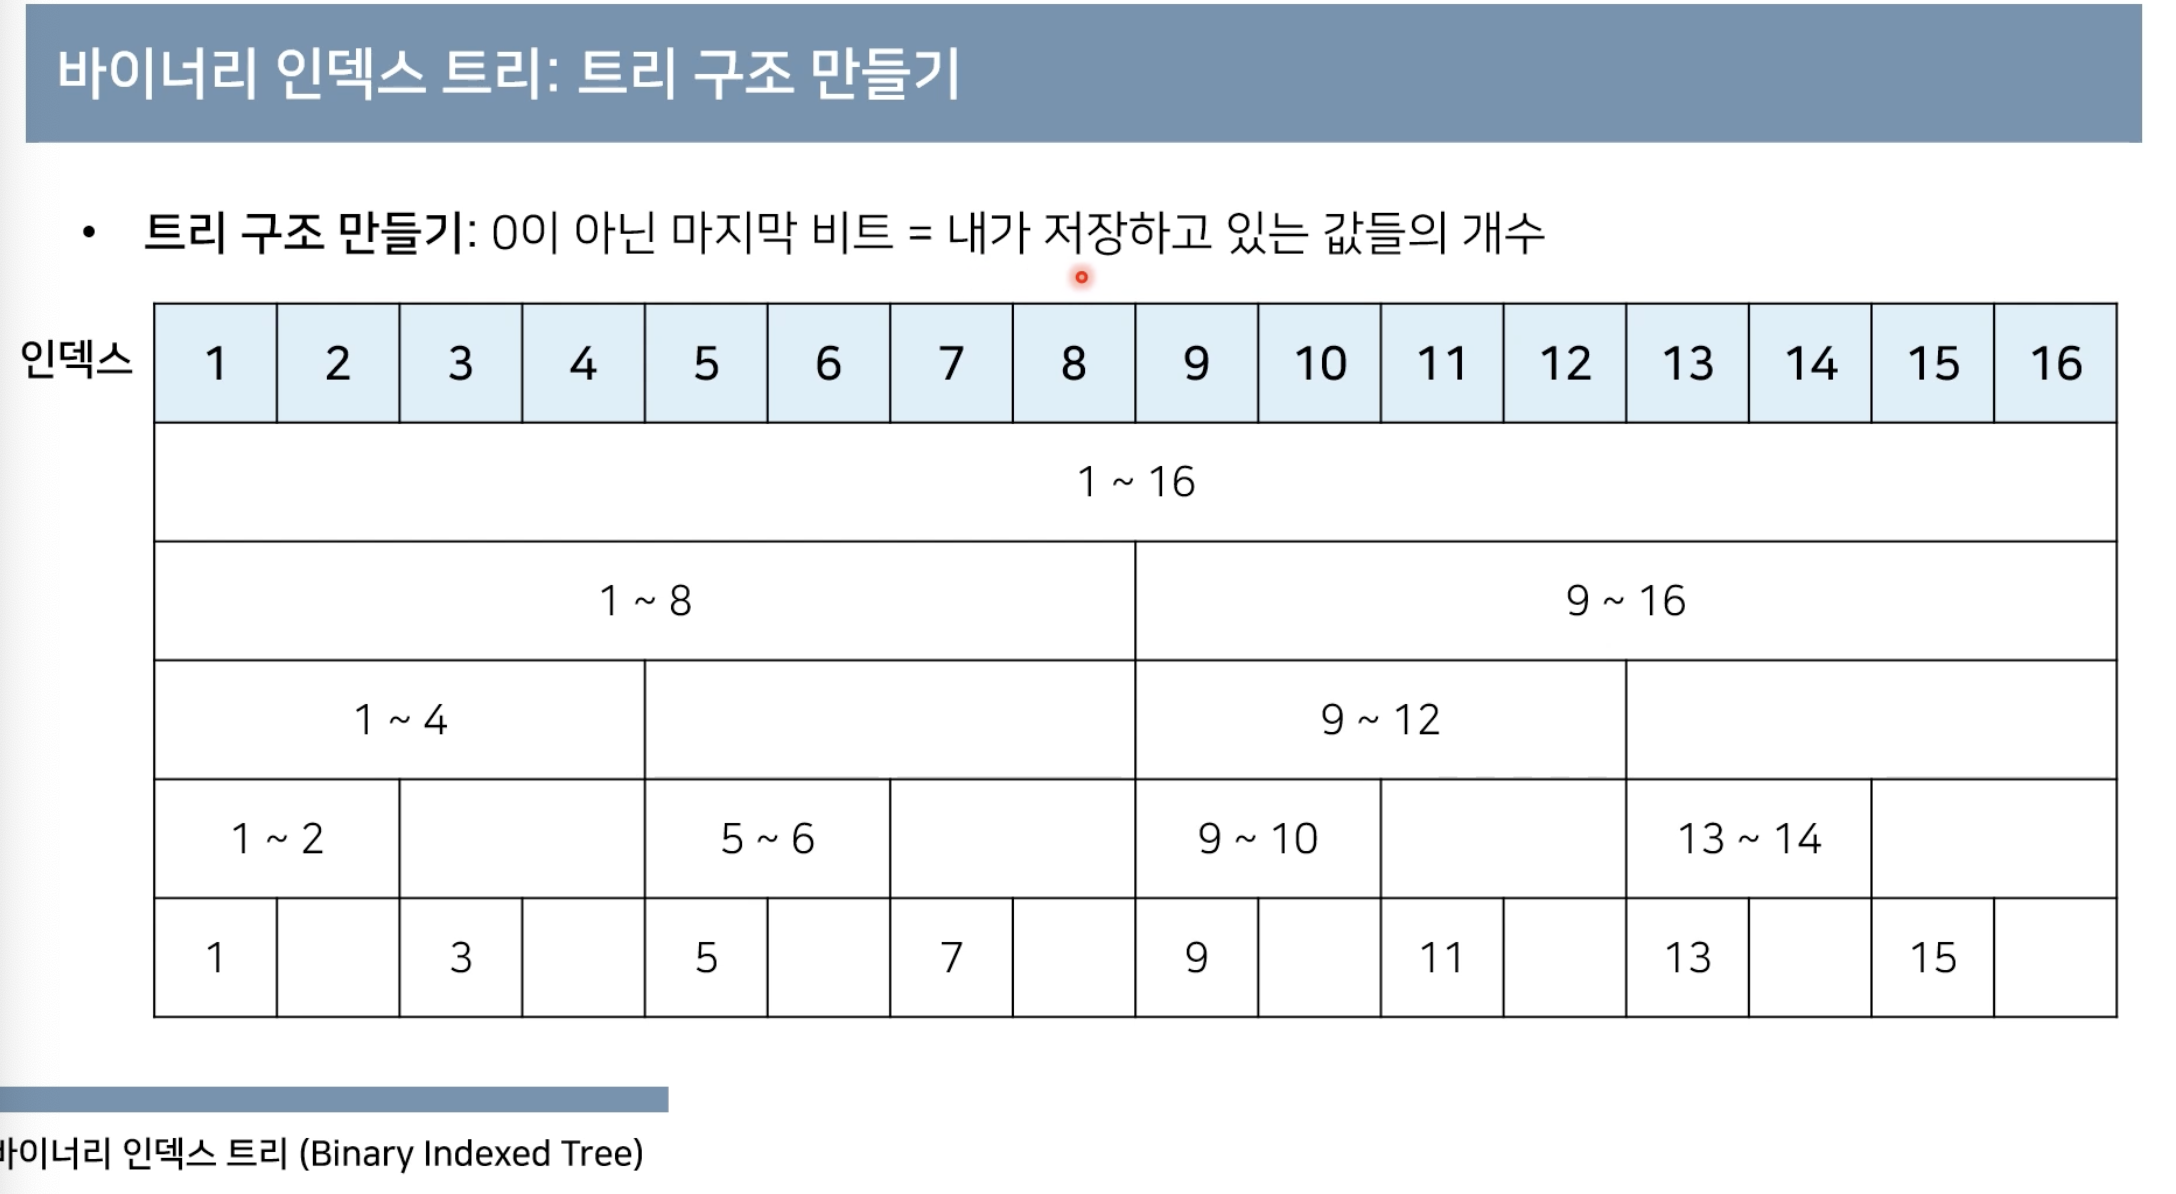 바이너리 인덱스 트리: 트리 구조 만들기
• 트리 구조 만들기: 0이 아닌 마지막 비트 = 내가 저장하고 있는 값들의 개수
인덱스 1 2 3 4 5 6 7 8 9 10 11 12 13 14 15 16
1 ~ 16
1 ~ 8 9 ~ 16
1 ~ 4 9 ~ 12
1 ~ 2 5 ~ 6 9 ~ 10 13 ~ 14
1 3 5 7 9 11 13 15
바이너리 인덱스 트리 (Binary Indexed Tree)